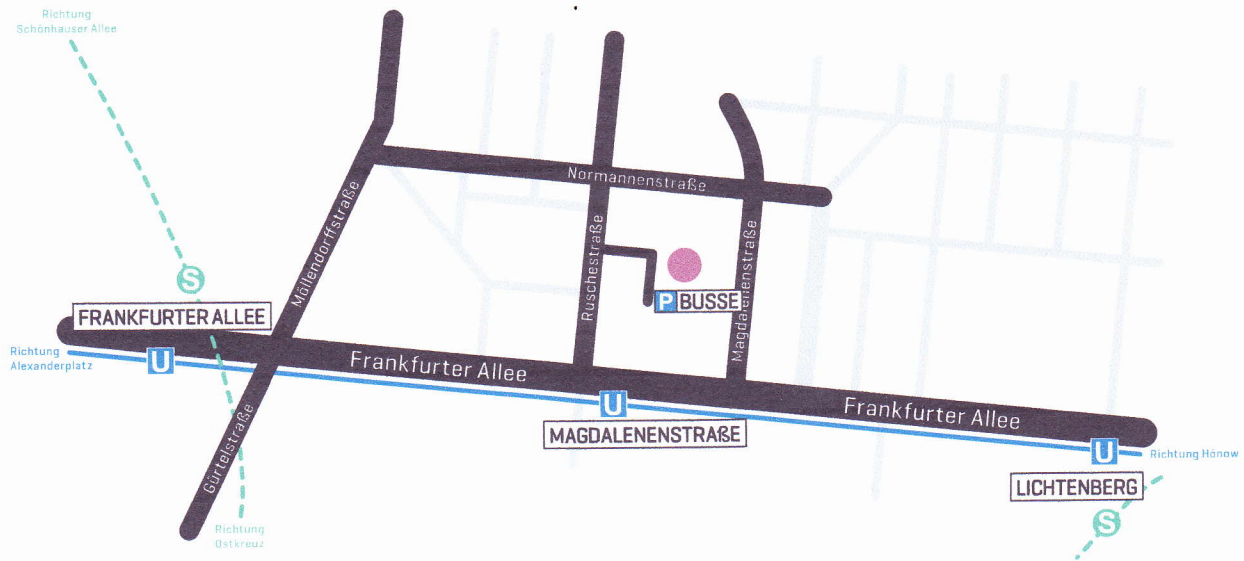 Richtung
Schönhauser Allee
Normannenstraße
Möllendorffstraße
Ruschestraße
Magdalenenstraße
S
P BUSSE
FRANKFURTER ALLEE
Richtung
Alexanderplatz
U
Frankfurter Allee
U
MAGDALENENSTRAßE
Frankfurter Allee
Gürtelstraße
U
Richtung Hönow
LICHTENBERG
S
Richtung
Ostkreuz